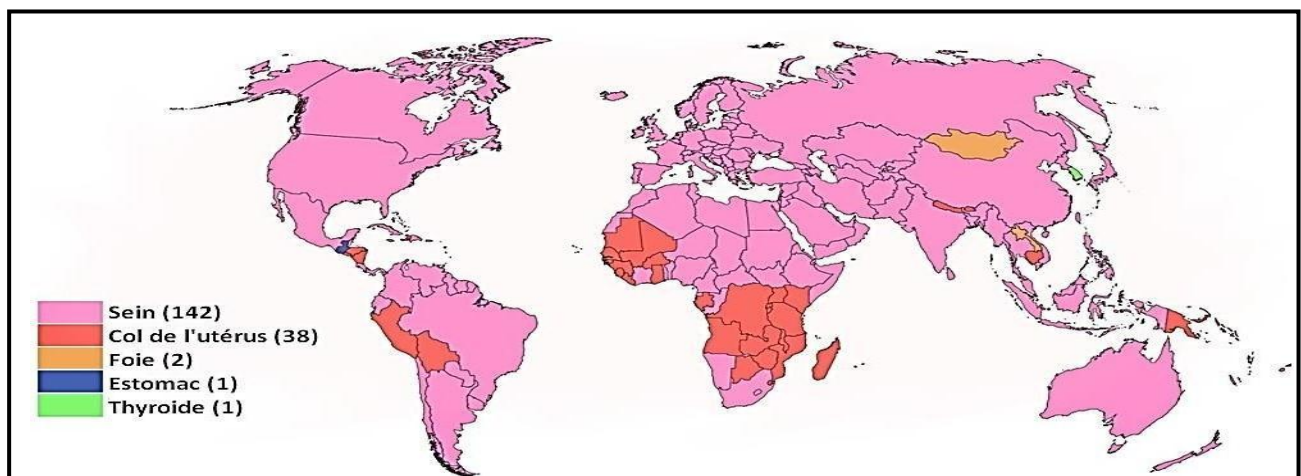 Sein (142)
Col de l'utérus (38)
Foie (2)
Estomac (1)
Thyroide (1)